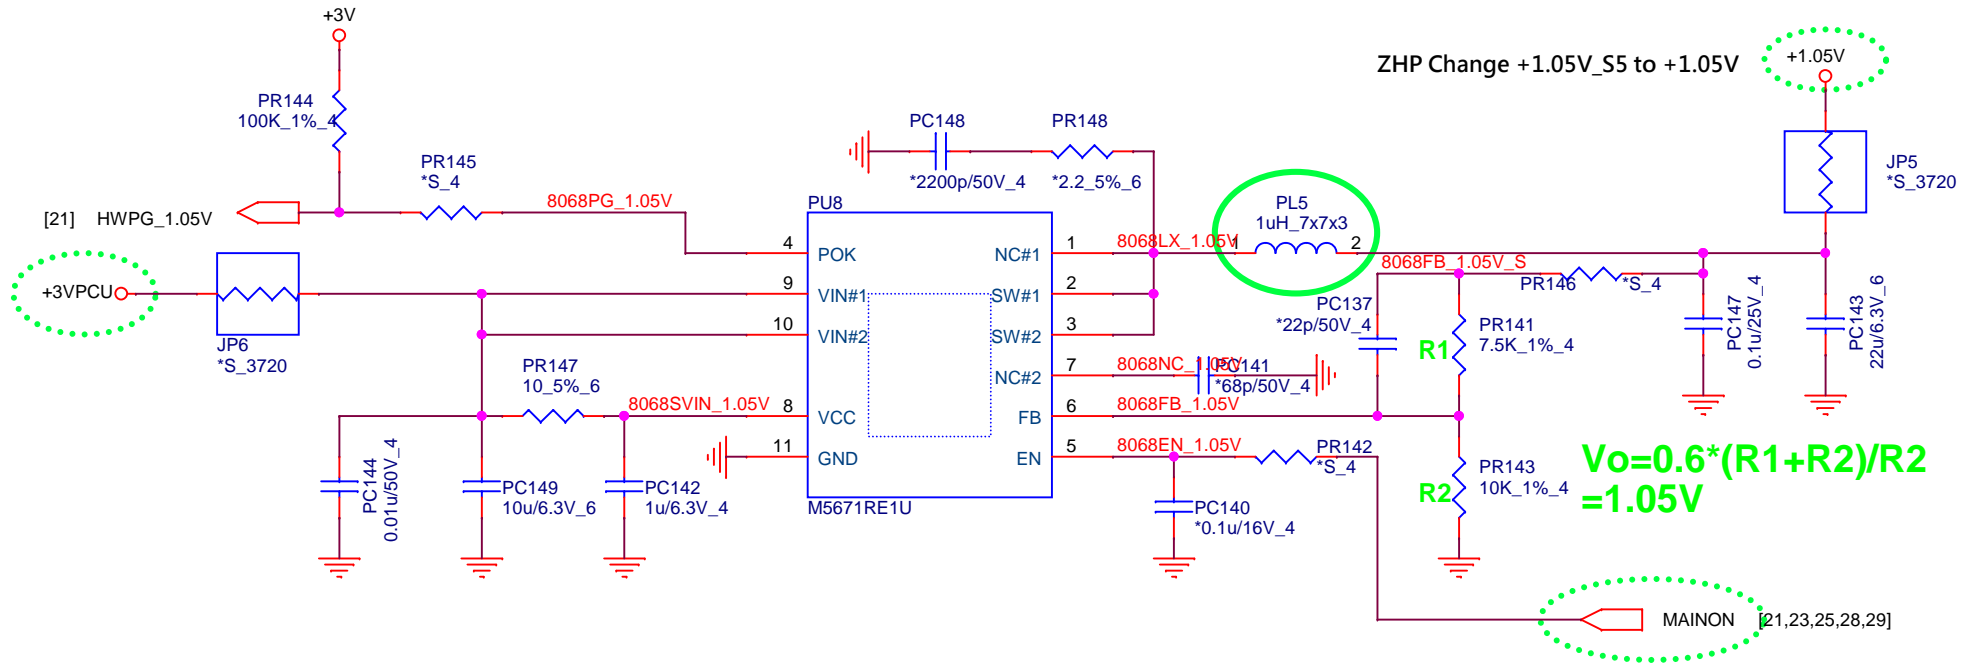 +3V
ZHP Change +1.05V_S5 to +1.05V
+1.05V
PR144
100K_1%_4
PC148
PR148
*2200p/50V_4
*2.2_5%_6
PR145
*S_4
JP5
*S_3720
[21] HWPG_1.05V
8068PG_1.05V
PU8
PL5
1uH_7x7x3
4
POK
NC#1
1
8068LX_1.05V
1
2
8068FB_1.05V_S
+3VPCU
9
VIN#1
SW#1
2
PR146
*S_4
PC137
*22p/50V_4
10
VIN#2
SW#2
3
R1
PR141
7.5K_1%_4
PC147
0.1u/25V_4
PC143
22u/6.3V_6
JP6
*S_3720
PR147
10_5%_6
NC#2
7
8068NC_1.05V
PC141
*68p/50V_4
8068SVIN_1.05V
8
VCC
FB
6
8068FB_1.05V
11
GND
EN
5
8068EN_1.05V
PR142
*S_4
Vo=0.6*(R1+R2)/R2
=1.05V
PC144
0.01u/50V_4
PC149
10u/6.3V_6
PC142
1u/6.3V_4
M5671RE1U
PC140
*0.1u/16V_4
R2
PR143
10K_1%_4
MAINON [21,23,25,28,29]